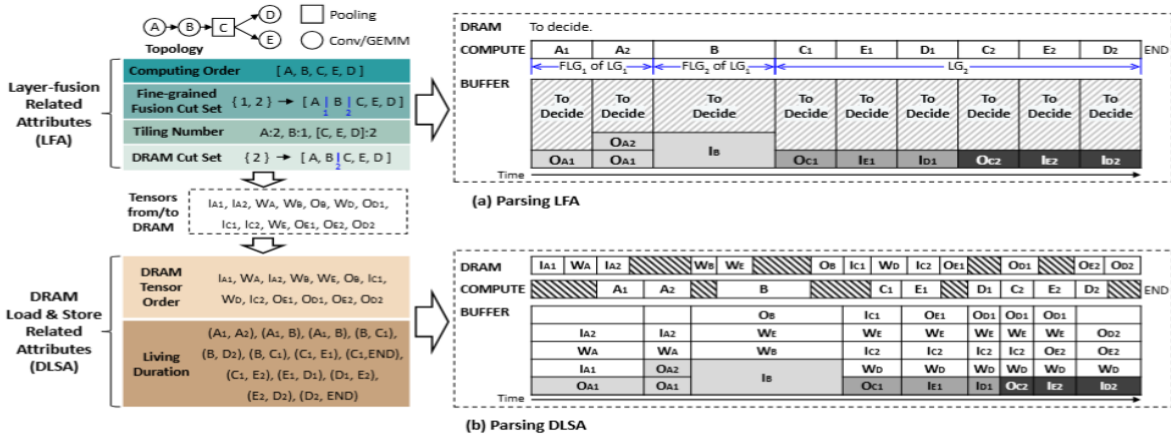 A B C D E
Pooling
Conv/GEMM
Topology
Layer-fusion
Related
Attributes
(LFA)
Computing Order [ A, B, C, E, D ]
Fine-grained
Fusion Cut Set { 1, 2 } → [ A | B | C, E, D ]
1 2
Tiling Number A:2, B:1, [C, E, D]:2
DRAM Cut Set { 2 } → [ A, B | C, E, D ]
2
Tensors
from/to
DRAM
IA1, IA2, WA, WB, OB, WD, OD1,
IC1, IC2, WE, OE1, OE2, OD2
DRAM
Load & Store
Related
Attributes
(DLSA)
DRAM
Tensor
Order
IA1, WA, IA2, WB, WE, OB, IC1,
WD, IC2, OE1, OD1, OE2, OD2
Living
Duration
(A1, A2), (A1, B), (A1, B), (B, C1),
(B, D2), (B, C1), (C1, E1), (C1,END),
(C1, E2), (E1, D1), (D1, E2),
(E2, D2), (D2, END)
DRAM To decide.
COMPUTE A1 A2 B C1 E1 D1 C2 E2 D2 END
FLG1 of LG1 FLG2 of LG1 LG2
BUFFER
To Decide To Decide To Decide To Decide To Decide To Decide To Decide To Decide To Decide
OA2
OA1 OA1 IB OC1 IE1 ID1 OC2 IE2 ID2
Time
(a) Parsing LFA
DRAM IA1 WA IA2 WB WE OB IC1 WD IC2 OE1 OD1 OE2 OD2
COMPUTE A1 A2 B C1 E1 D1 C2 E2 D2 END
BUFFER
OB IC1 OE1 OD1 OD1 OD1
IA2 IA2 WE WE WE WE WE WE OD2
WA WA WB IC2 IC2 IC2 IC2 OE2 OE2
IA1 OA2 WD WD WD WD WD WD
OA1 OA1 IB OC1 IE1 ID1 OC2 IE2 ID2
Time
(b) Parsing DLSA